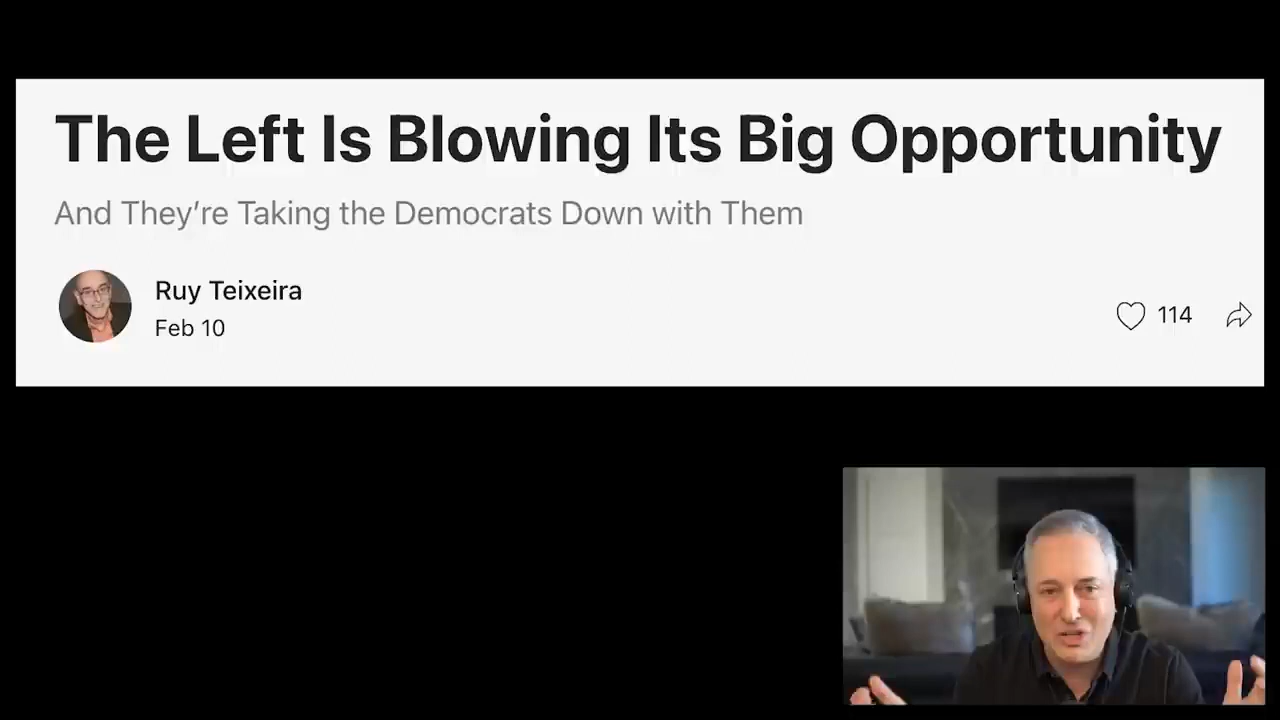 The Left Is Blowing Its Big Opportunity
And They’re Taking the Democrats Down with Them
Ruy Teixeira
Feb 10
114